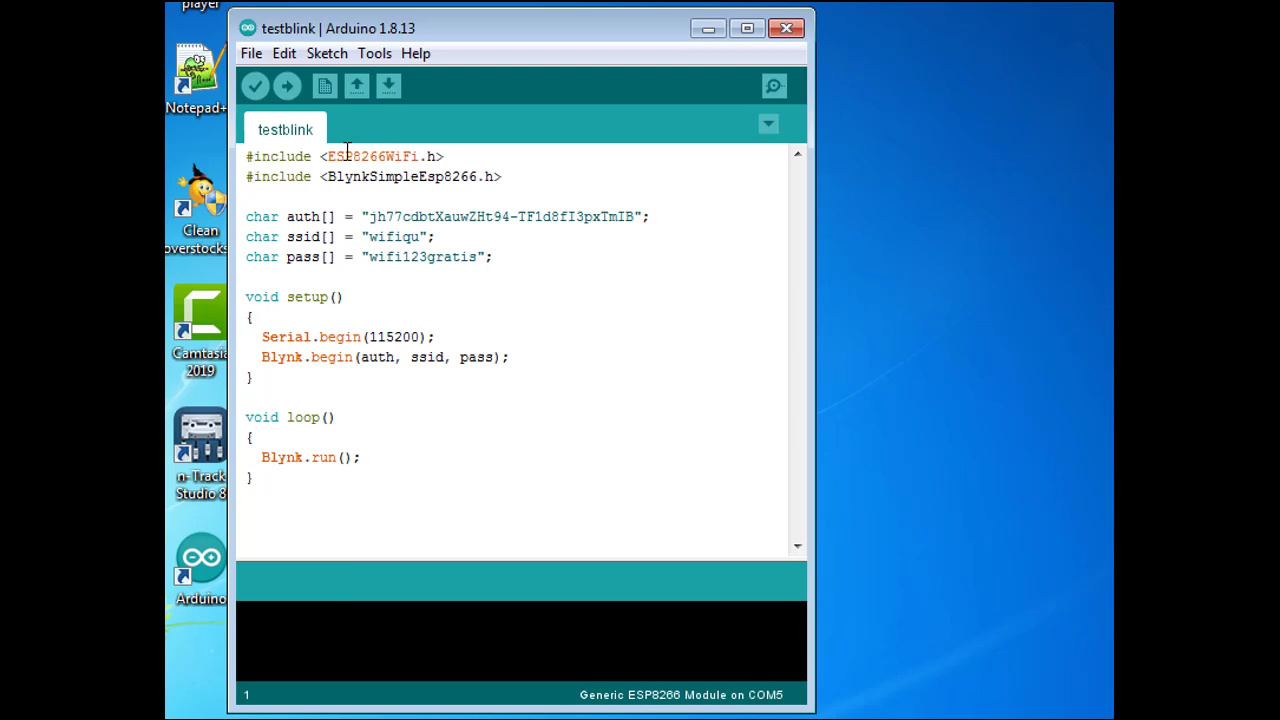 player
testblink | Arduino 1.8.13
File Edit Sketch Tools Help
Notepad+
testblink
#include <ESP8266WiFi.h>
#include <BlynkSimpleEsp8266.h>
char auth[] = "jh77cdbtXauwZHt94-TF1d8fI3pxTmIB";
char ssid[] = "wifiqu";
char pass[] = "wifi123gratis";
void setup()
{
Serial.begin(115200);
Blynk.begin(auth, ssid, pass);
}
void loop()
{
Blynk.run();
}
Clean
overstocks
Camtasia
2019
n-Track
Studio 8
Arduino
1
Generic ESP8266 Module on COM5